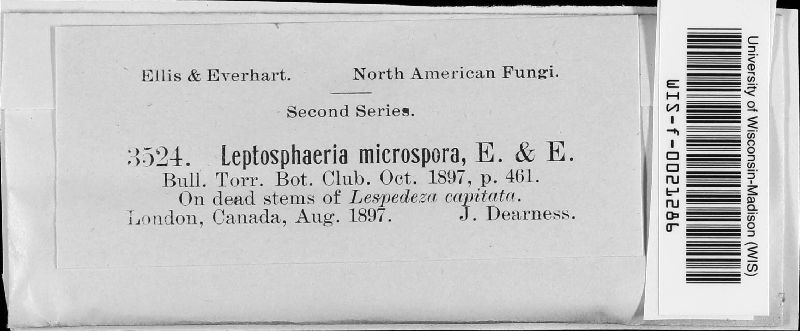 Ellis & Everhart. North American Fungi.
Second Series.
3524. Leptosphaeria microspora, E. & E.
Bull. Torr. Bot. Club. Oct. 1897, p. 461.
On dead stems of Lespedeza capitata.
London, Canada, Aug. 1897. J. Dearness.
University of Wisconsin-Madison (WIS)
WIS-f-0021286